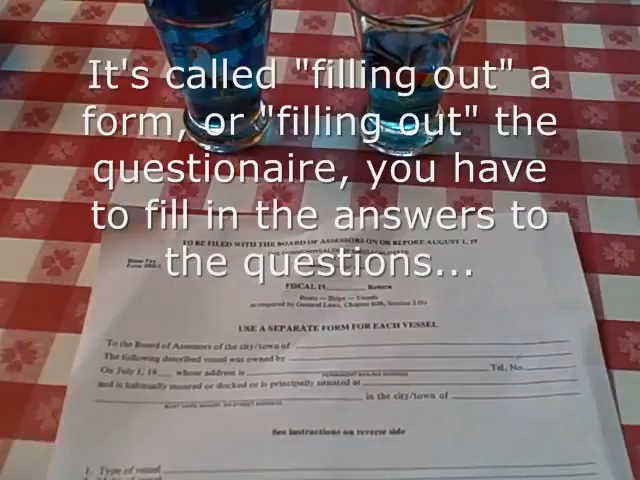 It's called "filling out" a
form, or "filling out" the
questionaire, you have
to fill in the answers to
the questions...
TO BE FILED WITH THE BOARD OF ASSESSORS ON OR BEFORE AUGUST 1, 19
State Tax
FISCAL 19 Return
Boats — Ships — Vessels
as required by General Laws, Chapter
USE A SEPARATE FORM FOR EACH VESSEL
To the Board of Assessors of the city/town of
The following described vessel was owned by
On July 1, 19 whose address is Tel. No.
PERMANENT MAILING ADDRESS
and is habitually moored or docked or is principally situated at
in the city/town of
See instructions on reverse side
1. Type of vessel